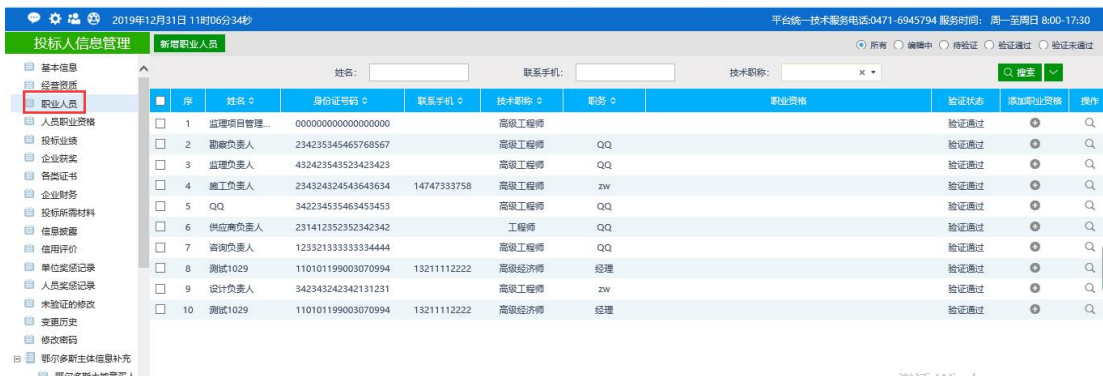 2019年12月31日 11时06分34秒 平台统一技术服务电话:0471-6945794 服务时间: 周一至周日 8:00-17:30
投标人信息管理 新增职业人员 所有 编辑中 待验证 验证通过 验证未通过
基本信息
姓名: 联系手机: 技术职称: 搜索
经营资质
职业人员
序 姓名 身份证号码 联系手机 技术职称 职务 职业资格 验证状态 添加职业资格 操作
人员职业资格
1 监理项目管理... 000000000000000000 高级工程师 验证通过
投标业绩
2 勘察负责人 234235345465768567 高级工程师 QQ 验证通过
企业获奖
3 监理负责人 432423543523423423 高级工程师 QQ 验证通过
各类证书
4 施工负责人 234324324543643634 14747333758 高级工程师 zw 验证通过
企业财务
5 QQ 342234535463453453 高级工程师 QQ 验证通过
投标所需材料
6 供应商负责人 231412352352342342 工程师 QQ 验证通过
信息披露
7 咨询负责人 123321333333334444 高级工程师 QQ 验证通过
信用评价
8 测试1029 110101199003070994 13211112222 高级经济师 经理 验证通过
单位奖惩记录
9 设计负责人 342343242342131231 高级工程师 zw 验证通过
人员奖惩记录
10 测试1029 110101199003070994 13211112222 高级经济师 经理 验证通过
未验证的修改
变更历史
修改密码
鄂尔多斯主体信息补充